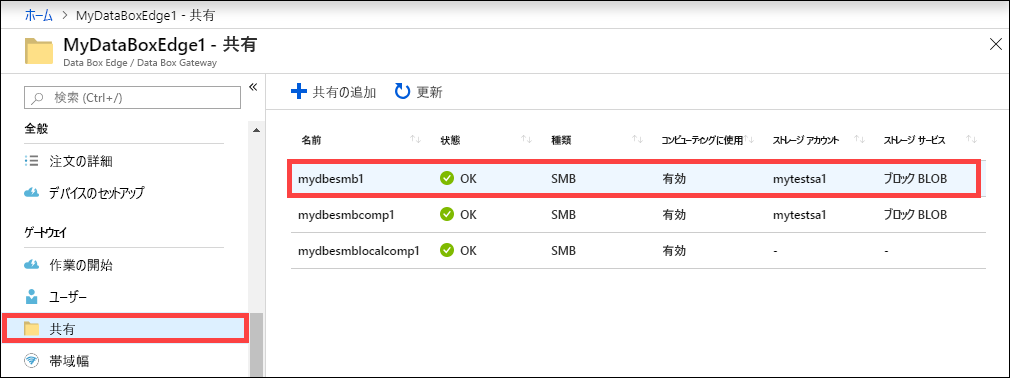 ホーム > MyDataBoxEdge1 - 共有
MyDataBoxEdge1 - 共有
Data Box Edge / Data Box Gateway
検索 (Ctrl+/)
全般
注文の詳細
デバイスのセットアップ
ゲートウェイ
作業の開始
ユーザー
共有
帯域幅
共有の追加 更新
名前 状態 種類 コンピューティングに使用 ストレージ アカウント ストレージ サービス
mydbesmb1 OK SMB 有効 mytestsa1 ブロック BLOB
mydbesmbcomp1 OK SMB 有効 mytestsa1 ブロック BLOB
mydbesmblocalcomp1 OK SMB 有効 - -